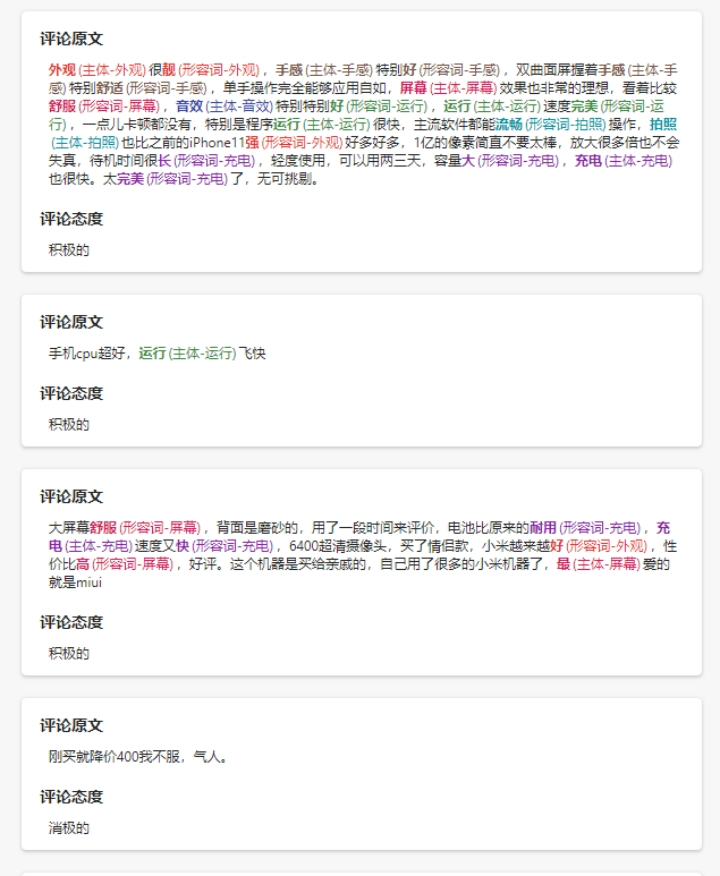 评论原文
外观(主体-外观)很靓(形容词-外观)，手感(主体-手感)特别好(形容词-手感)，双曲面屏握着手感(主体-手
感)特别舒适(形容词-手感)，单手操作完全能够应用自如，屏幕(主体-屏幕)效果也非常的理想，看着比较
舒服(形容词-屏幕)，音效(主体-音效)特别特别好(形容词-运行)，运行(主体-运行)速度完美(形容词-运
行)，一点儿卡顿都没有，特别是程序运行(主体-运行)很快，主流软件都能流畅(形容词-拍照)操作，拍照
(主体-拍照)也比之前的iPhone11强(形容词-外观)好多好多，1亿的像素简直不要太棒，放大很多倍也不会
失真，待机时间很长(形容词-充电)，轻度使用，可以用两三天，容量大(形容词-充电)，充电(主体-充电)
也很快。太完美(形容词-充电)了，无可挑剔。
评论态度
积极的
评论原文
手机cpu超好，运行(主体-运行)飞快
评论态度
积极的
评论原文
大屏幕舒服(形容词-屏幕)，背面是磨砂的，用了一段时间来评价，电池比原来的耐用(形容词-充电)，充
电(主体-充电)速度又快(形容词-充电)，6400超清摄像头，买了情侣款，小米越来越好(形容词-外观)，性
价比高(形容词-屏幕)，好评。这个机器是买给亲戚的，自己用了很多的小米机器了，最(主体-屏幕)爱的
就是miui
评论态度
积极的
评论原文
刚买就降价400我不服，气人。
评论态度
消极的